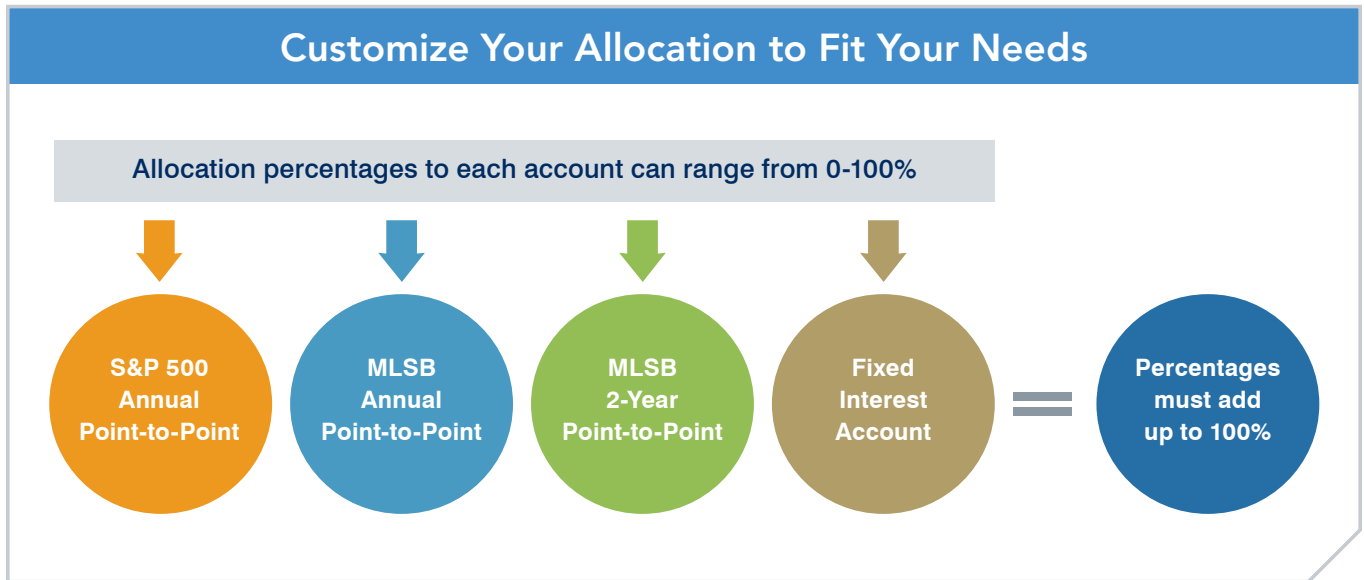 Customize Your Allocation to Fit Your Needs
Allocation percentages to each account can range from 0-100%
S&P 500
Annual
Point-to-Point
MLSB
Annual
Point-to-Point
MLSB
2-Year
Point-to-Point
Fixed
Interest
Account
=
Percentages
must add
up to 100%